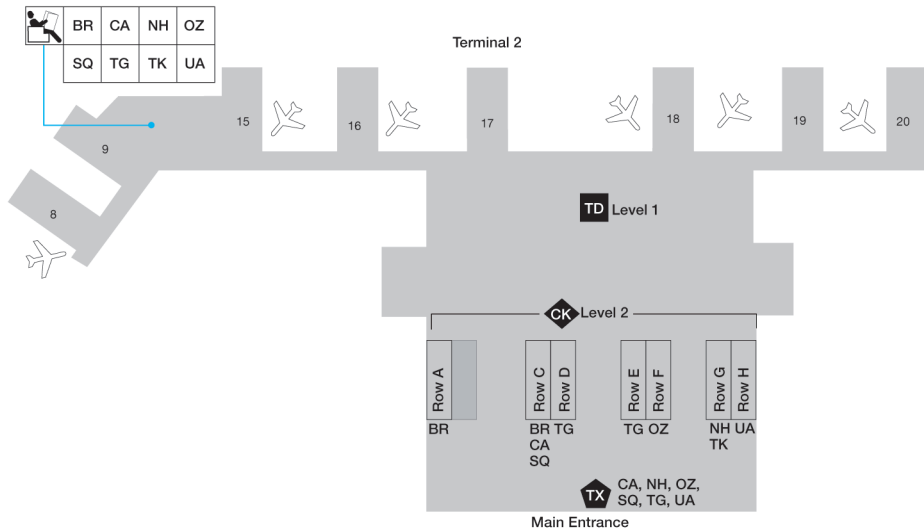 BR CA NH OZ
SQ TG TK UA
Terminal 2
15
16
17
18
19
20
9
8
TD Level 1
CK Level 2
Row A
Row C
Row D
Row E
Row F
Row G
Row H
BR
BR TG
CA
SQ
TG OZ
NH UA
TK
TX CA, NH, OZ,
SQ, TG, UA
Main Entrance